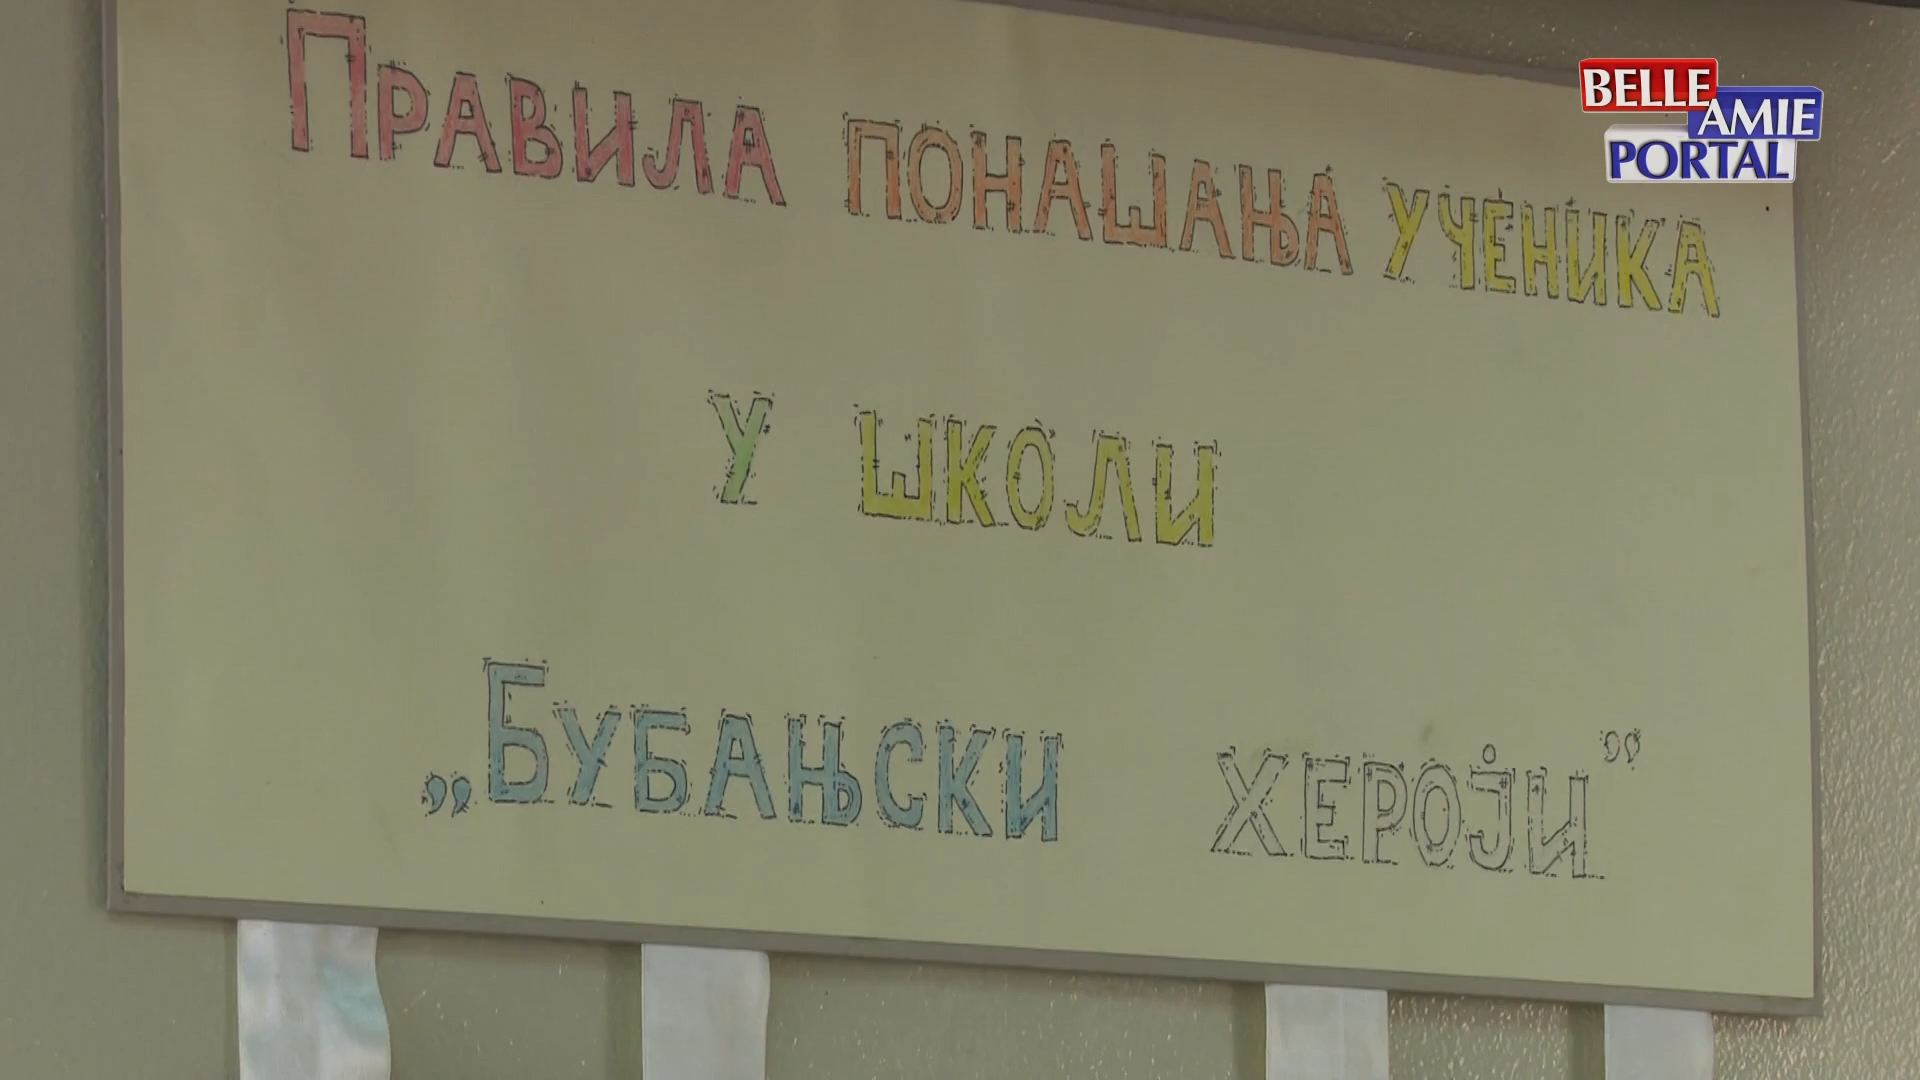 BELLE
AMIE
PORTAL
Правила понашања ученика
у школи
„Бубањски хероји”